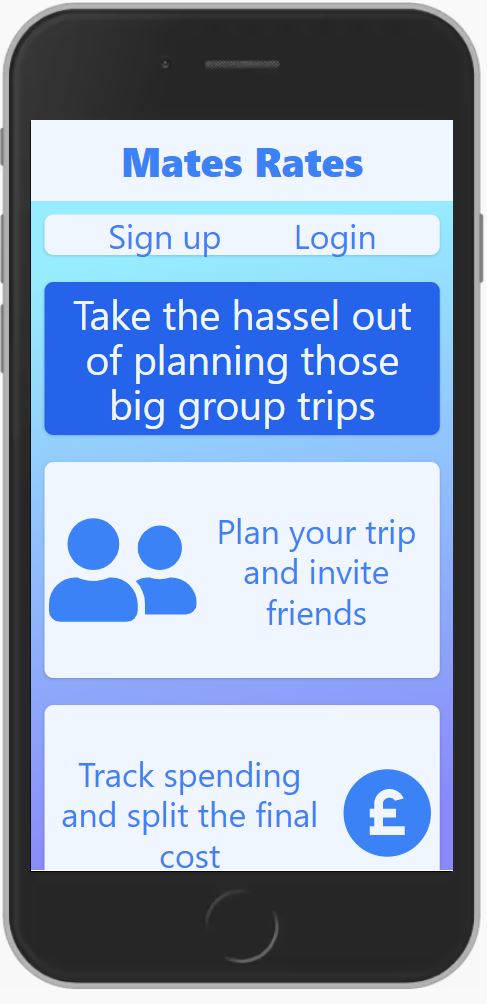 Mates Rates
Sign up Login
Take the hassel out
of planning those
big group trips
Plan your trip
and invite
friends
Track spending
and split the final
cost
£